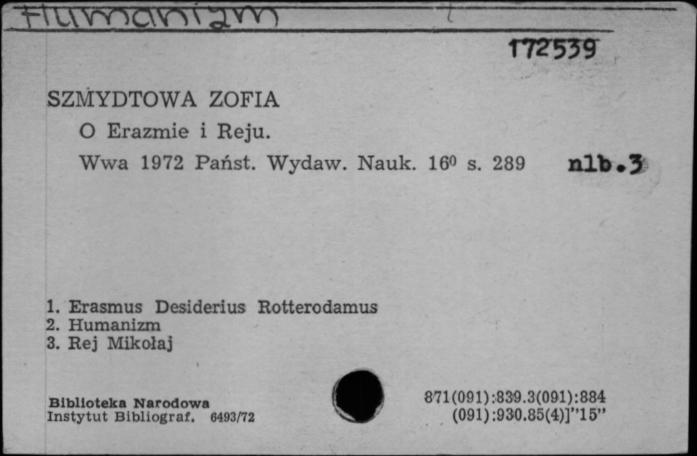 Humanizm
172539
SZMYDTOWA ZOFIA
O Erazmie i Reju.
Wwa 1972 Państ. Wydaw. Nauk. 16⁰ s. 289 nlb.3
1. Erasmus Desiderius Rotterodamus
2. Humanizm
3. Rej Mikołaj
Biblioteka Narodowa
Instytut Bibliograf. 6493/72
871(091):839.3(091):884
(091):930.85(4)]"15"